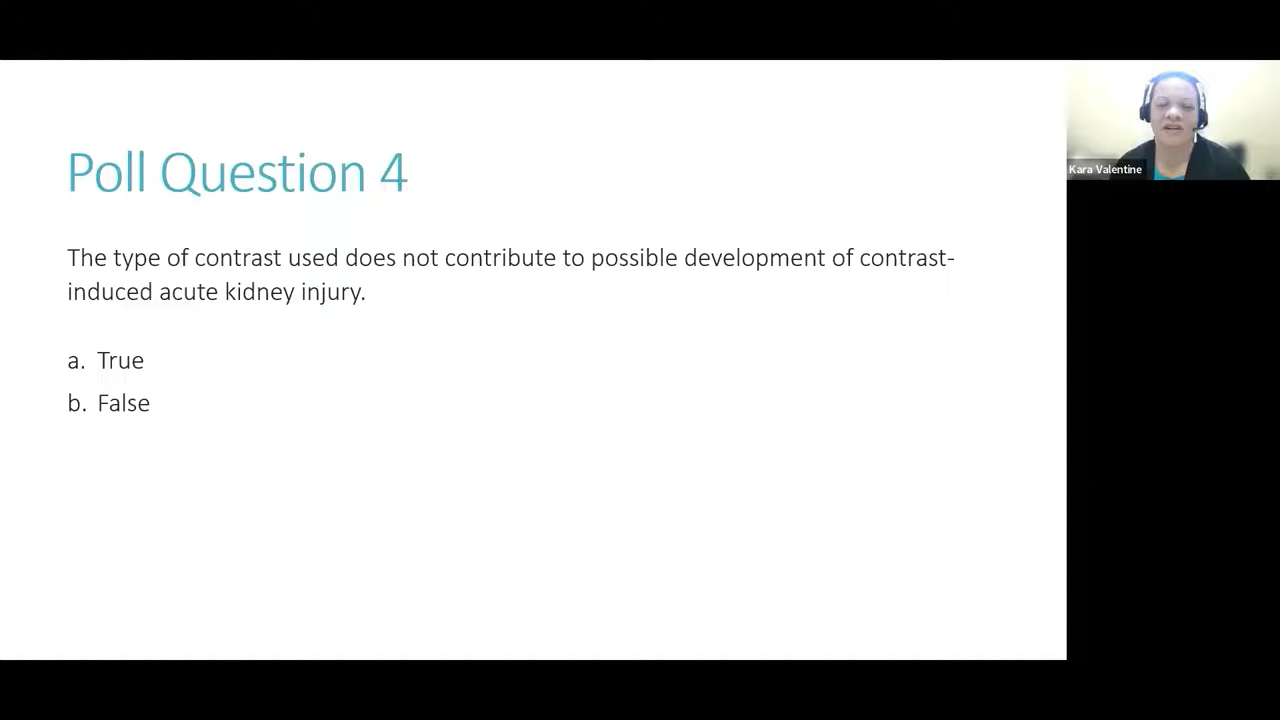 Poll Question 4
Kara Valentine
The type of contrast used does not contribute to possible development of contrast-
induced acute kidney injury.
a. True
b. False